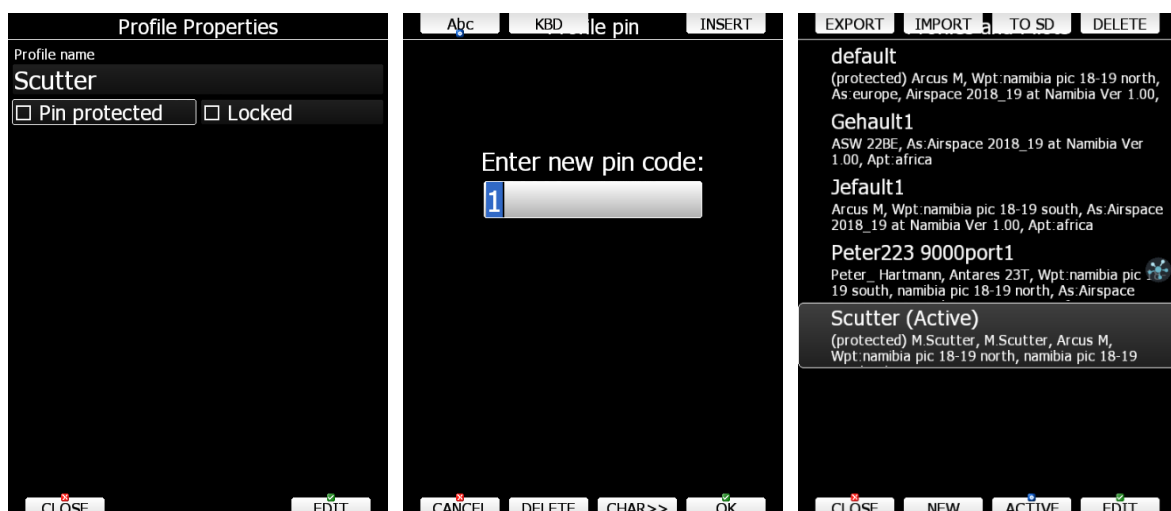 Profile Properties
Profile name
Scutter
Pin protected
Locked
CLOSE
EDIT
Abc
KBD
INSERT
pin
Enter new pin code:
1
CANCEL
DELETE
CHAR>>
OK
EXPORT
IMPORT
TO SD
DELETE
default
(protected) Arcus M, Wpt:namibia pic 18-19 north,
As:europe, Airspace 2018_19 at Namibia Ver 1.00,
Gehault1
ASW 22BE, As:Airspace 2018_19 at Namibia Ver
1.00, Apt:africa
Jefault1
Arcus M, Wpt:namibia pic 18-19 south, As:Airspace
2018_19 at Namibia Ver 1.00, Apt:africa
Peter223 9000port1
Peter_ Hartmann, Antares 23T, Wpt:namibia pic 18-
19 south, namibia pic 18-19 north, As:Airspace
Scutter (Active)
(protected) M.Scutter, M.Scutter, Arcus M,
Wpt:namibia pic 18-19 north, namibia pic 18-19
CLOSE
NEW
ACTIVE
EDIT